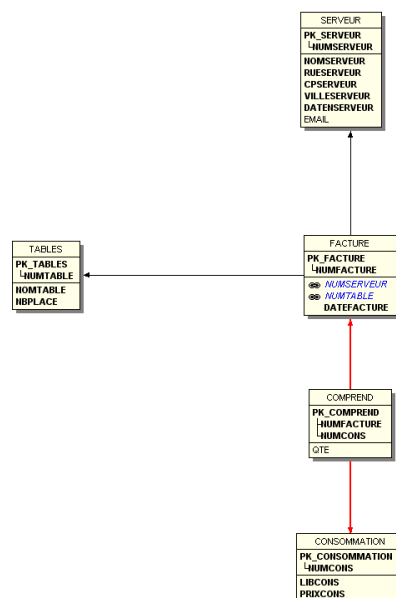 SERVEUR
PK_SERVEUR
NUMSERVEUR
NOMSERVEUR
RUESERVEUR
CPSERVEUR
VILLESERVEUR
DATENSERVEUR
EMAIL
TABLES
PK_TABLES
NUMTABLE
NOMTABLE
NBPLACE
FACTURE
PK_FACTURE
NUMFACTURE
NUMSERVEUR
NUMTABLE
DATEFACTURE
COMPREND
PK_COMPREND
NUMFACTURE
NUMCONS
QTE
CONSOMMATION
PK_CONSOMMATION
NUMCONS
LIBCONS
PRIXCONS